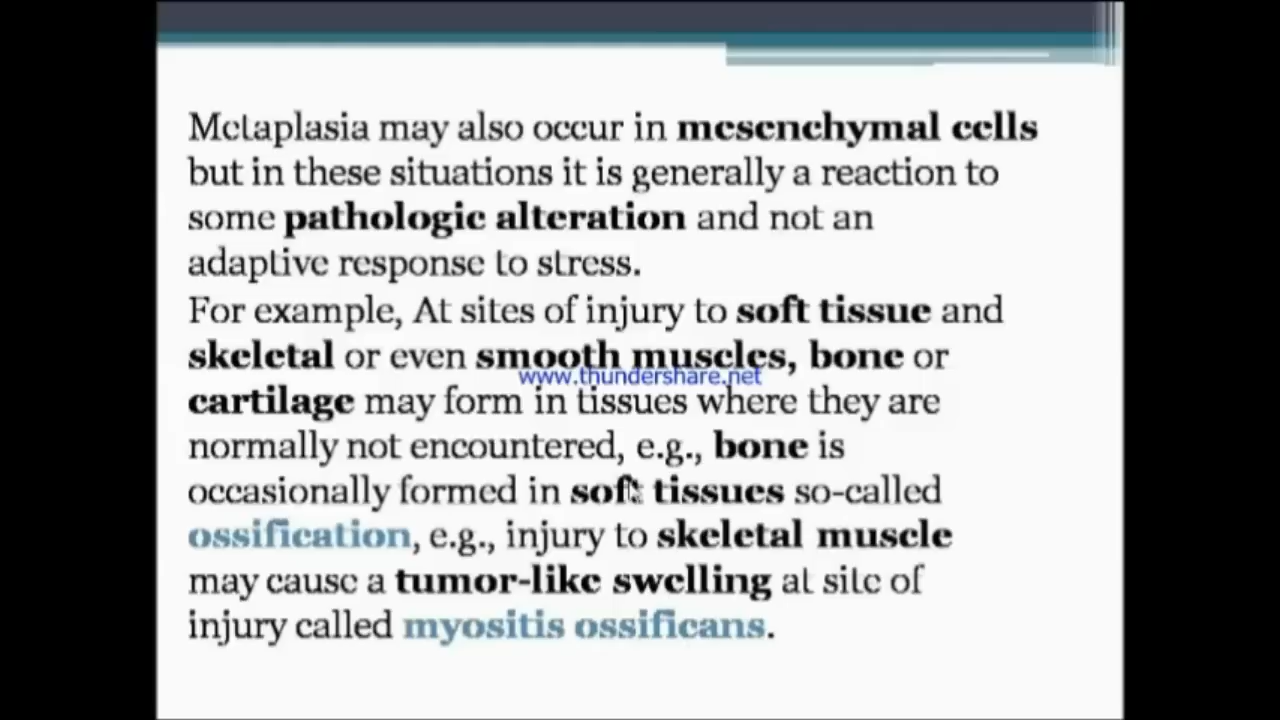 Metaplasia may also occur in mesenchymal cells
but in these situations it is generally a reaction to
some pathologic alteration and not an
adaptive response to stress.
For example, At sites of injury to soft tissue and
skeletal or even smooth muscles, bone or
www.thundershare.net
cartilage may form in tissues where they are
normally not encountered, e.g., bone is
occasionally formed in soft tissues so-called
ossification, e.g., injury to skeletal muscle
may cause a tumor-like swelling at site of
injury called myositis ossificans.